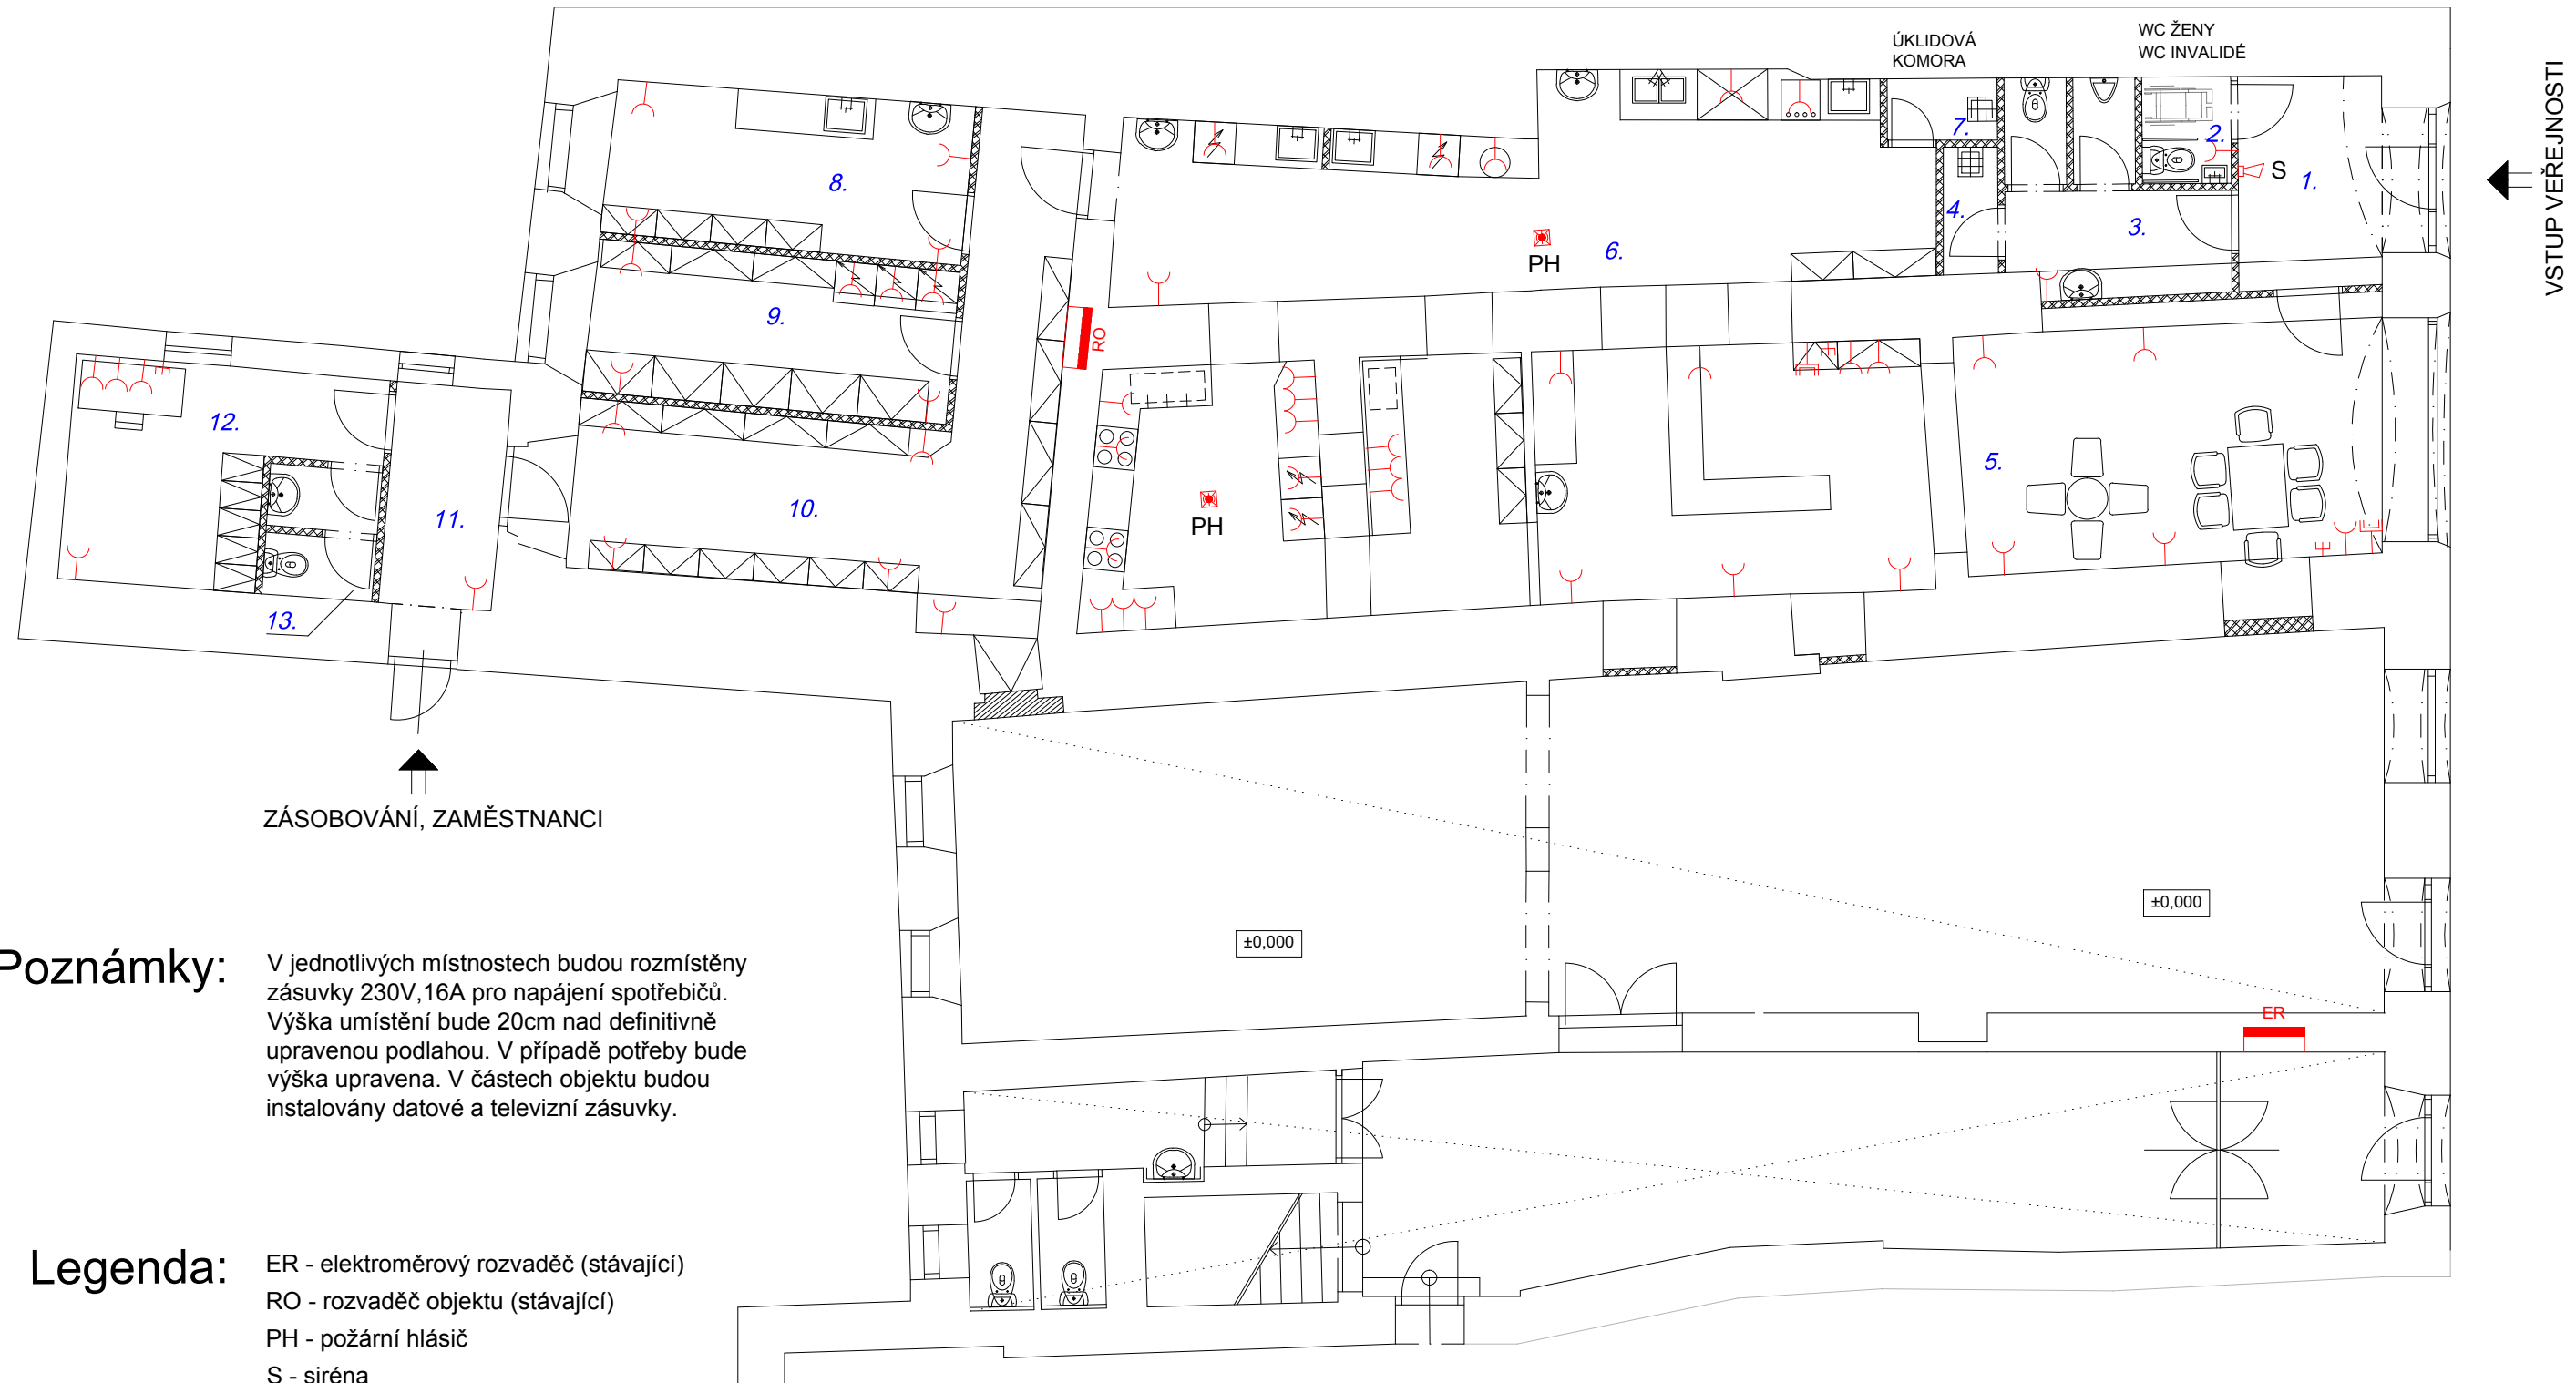 ÚKLIDOVÁ
KOMORA
WC ŽENY
WC INVALIDÉ
VSTUP VEŘEJNOSTI
7.
2.
S
1.
8.
4.
3.
PH
6.
9.
RO
12.
5.
10.
11.
PH
13.
ZÁSOBOVÁNÍ, ZAMĚSTNANCI
±0,000
±0,000
ER
Poznámky:
V jednotlivých místnostech budou rozmístěny
zásuvky 230V,16A pro napájení spotřebičů.
Výška umístění bude 20cm nad definitivně
upravenou podlahou. V případě potřeby bude
výška upravena. V částech objektu budou
instalovány datové a televizní zásuvky.
Legenda:
ER - elektroměrový rozvaděč (stávající)
RO - rozvaděč objektu (stávající)
PH - požární hlásič
S - siréna